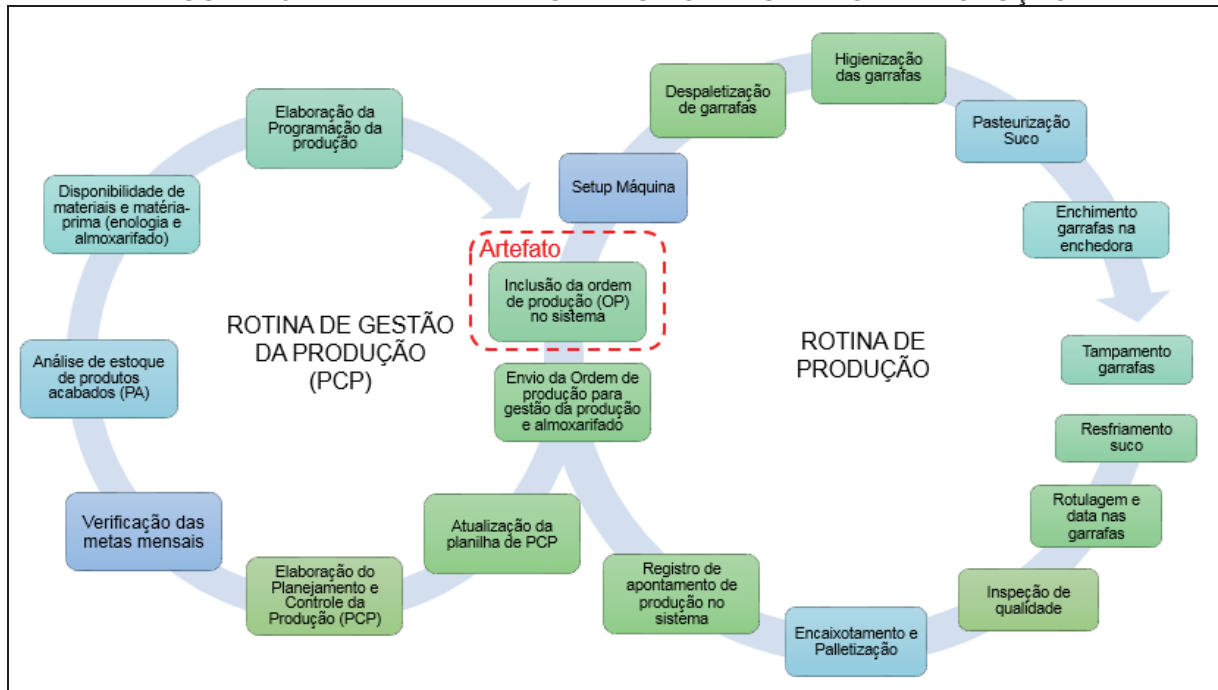 Elaboração da
Programação da
produção
Disponibilidade de
materiais e matéria-
prima (enologia e
almoxarifado)
Análise de estoque
de produtos
acabados (PA)
Verificação das
metas mensais
Elaboração do
Planejamento e
Controle da
Produção (PCP)
Atualização da
planilha de PCP
ROTINA DE GESTÃO
DA PRODUÇÃO
(PCP)
Artefato
Inclusão da ordem
de produção (OP)
no sistema
Envio da Ordem de
produção para
gestão da produção
e almoxarifado
Setup Máquina
Despaletização
de garrafas
Higienização
das garrafas
Pasteurização
Suco
Enchimento
garrafas na
enchedora
Tampamento
garrafas
Resfriamento
suco
Rotulagem e
data nas
garrafas
Inspeção de
qualidade
Encaixotamento e
Palletização
Registro de
apontamento de
produção no
sistema
ROTINA DE
PRODUÇÃO